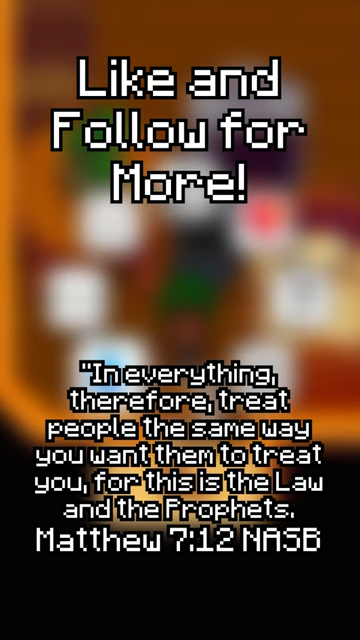 Like and
Follow for
More!
"In everything,
therefore, treat
people the same way
you want them to treat
you, for this is the Law
and the Prophets.
Matthew 7:12 NASB